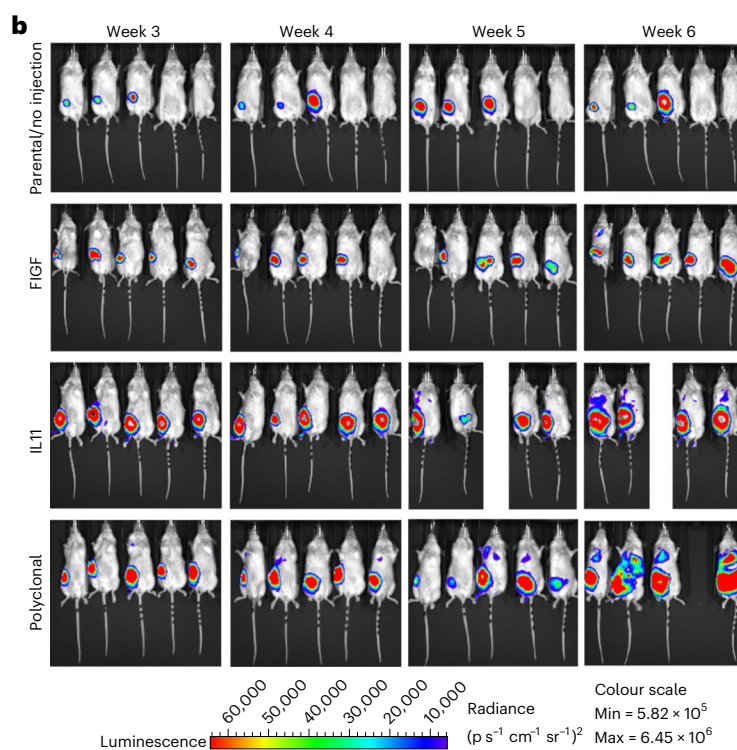 b
Week 3 Week 4 Week 5 Week 6
Parental/no injection
FIGF
IL11
Polyclonal
60,000 50,000 40,000 30,000 20,000 10,000
Luminescence
Radiance
(p s⁻¹ cm⁻¹ sr⁻¹)²
Colour scale
Min = 5.82 × 10⁵
Max = 6.45 × 10⁶